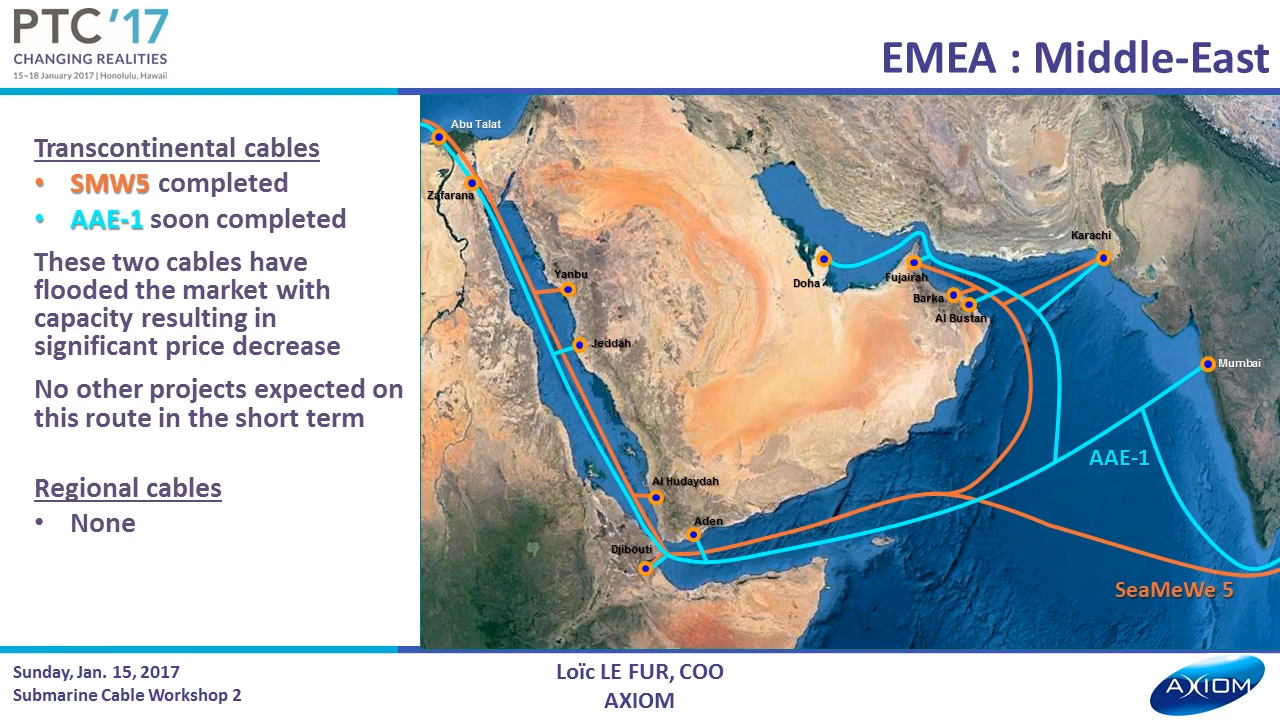 PTC '17
CHANGING REALITIES
15–18 January 2017 | Honolulu, Hawaii
EMEA : Middle-East
Transcontinental cables
• SMW5 completed
• AAE-1 soon completed
These two cables have
flooded the market with
capacity resulting in
significant price decrease
No other projects expected on
this route in the short term
Regional cables
• None
Abu Talat
Zafarana
Yanbu
Jeddah
Al Hudaydah
Aden
Djibouti
Doha
Fujairah
Barka
Al Bustan
Karachi
Mumbai
AAE-1
SeaMeWe 5
Sunday, Jan. 15, 2017
Submarine Cable Workshop 2
Loïc LE FUR, COO
AXIOM
AXIOM